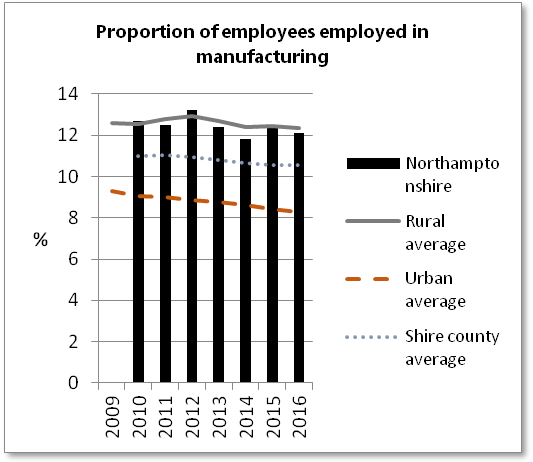 Proportion of employees employed in
manufacturing
14
12
10
8
6
4
2
0
%
2009
2010
2011
2012
2013
2014
2015
2016
Northampto
nshire
Rural
average
Urban
average
Shire county
average